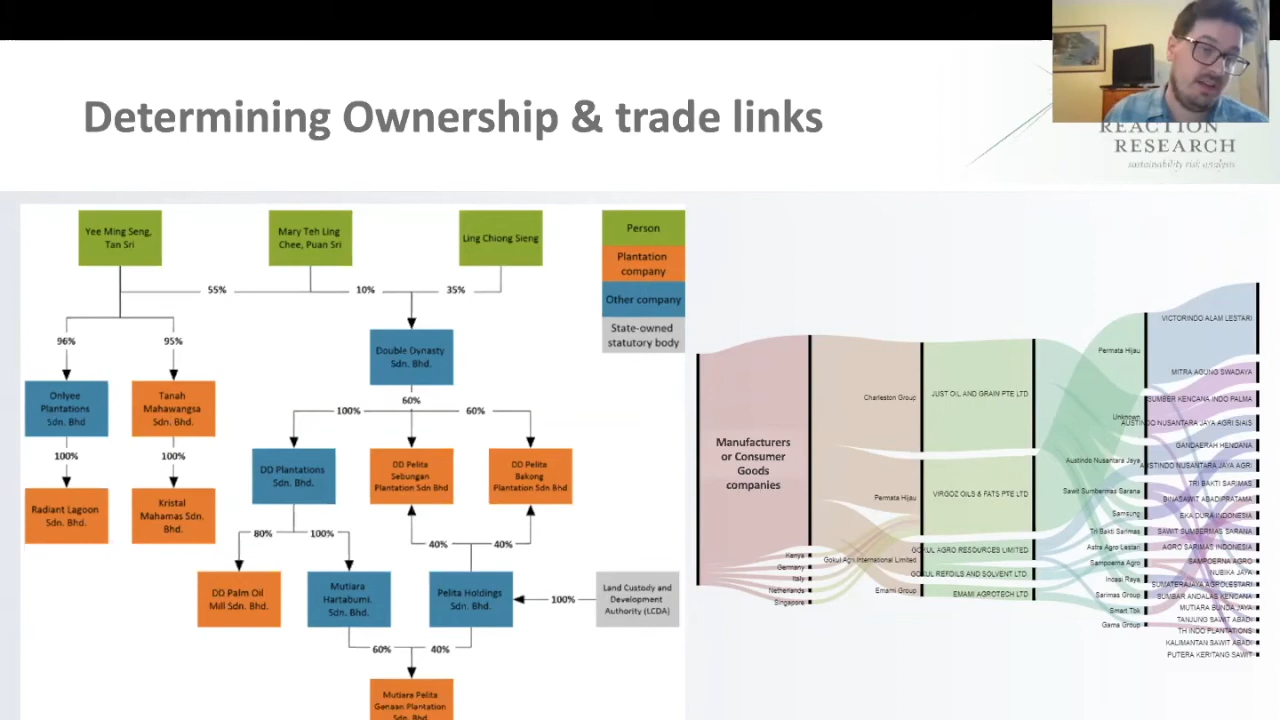 Determining Ownership & trade links
REACTION
RESEARCH
sustainability risk analysis
Yee Ming Seng,
Tan Sri
Mary Teh Ling
Chee, Puan Sri
Ling Chiong Sieng
Person
Plantation
company
Other company
State-owned
statutory body
55%
10%
35%
96%
95%
Double Dynasty
Sdn. Bhd.
Onlyee
Plantations
Sdn. Bhd
Tanah
Mahawangsa
Sdn. Bhd.
60%
100%
60%
100%
100%
DD Plantations
Sdn. Bhd.
DD Pelita
Sebungan
Plantation Sdn Bhd
DD Pelita
Bakong
Plantation Sdn Bhd
Radiant Lagoon
Sdn. Bhd.
Kristal
Mahamas Sdn.
Bhd.
80%
100%
40%
40%
DD Palm Oil
Mill Sdn. Bhd.
Mutiara
Hartabumi.
Sdn. Bhd.
Pelita Holdings
Sdn. Bhd.
100%
Land Custody and
Development
Authority (LCDA)
60%
40%
Mutiara Pelita
Genaan Plantation
Sdn. Bhd.
Manufacturers
or Consumer
Goods
companies
Kenya
Germany
Italy
Netherlands
Singapore
Charleston Group
Permata Hijau
Gokul Agro International Limited
Emami Group
JUST OIL AND GRAIN PTE LTD
VIRGOZ OILS & FATS PTE LTD
GOKUL AGRO RESOURCES LIMITED
GOKUL REFOILS AND SOLVENT LTD.
EMAMI AGROTECH LTD
Permata Hijau
Unknown
Austindo Nusantara Jaya
Sawit Sumbermas Sarana
Samsung
Tri Bakti Sarimas
Astra Agro Lestari
Sampoerna Agro
Incasi Raya
Sarimas Group
Smart Tbk
Gama Group
VICTORINDO ALAM LESTARI
MITRA AGUNG SWADAYA
SUMBER KENCANA INDO PALMA
AUSTINDO NUSANTARA JAYA AGRI SIAIS
GANDAERAH HENDANA
AUSTINDO NUSANTARA JAYA AGRI
TRI BAKTI SARIMAS
BINASAWIT ABADIPRATAMA
EKA DURA INDONESIA
SAWIT SUMBERMAS SARANA
AGRO SARIMAS INDONESIA
SAMPOERNA AGRO
NUBIKA JAYA
SUMATERA JAYA AGROLESTARI
SUMBAR ANDALAS KENCANA
MUTIARA BUNDA JAYA
TANJUNG SAWIT ABADI
TH INDO PLANTATIONS
KALIMANTAN SAWIT ABADI
PUTERA KERITANG SAWIT